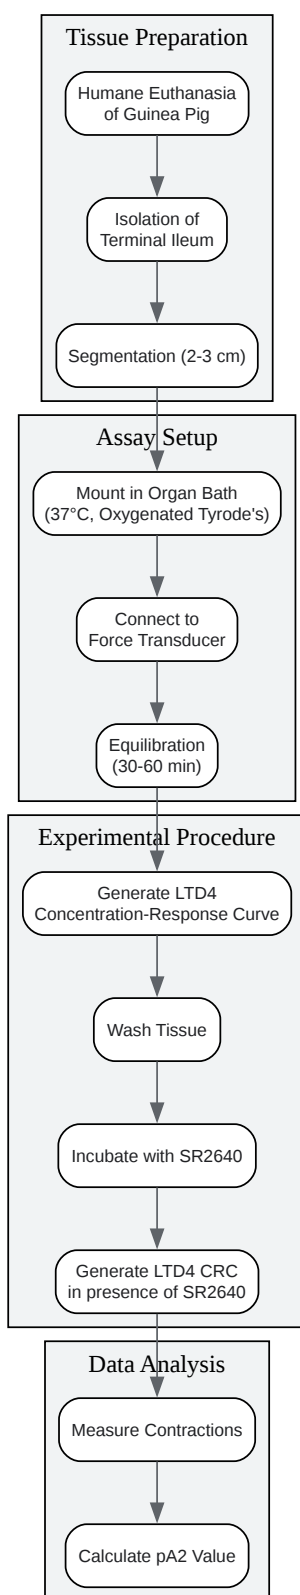 Tissue Preparation
Humane Euthanasia
of Guinea Pig
Isolation of
Terminal Ileum
Segmentation (2-3 cm)
Assay Setup
Mount in Organ Bath
(37°C, Oxygenated Tyrode's)
Connect to
Force Transducer
Equilibration
(30-60 min)
Experimental Procedure
Generate LTD4
Concentration-Response Curve
Wash Tissue
Incubate with SR2640
Generate LTD4 CRC
in presence of SR2640
Data Analysis
Measure Contractions
Calculate pA2 Value